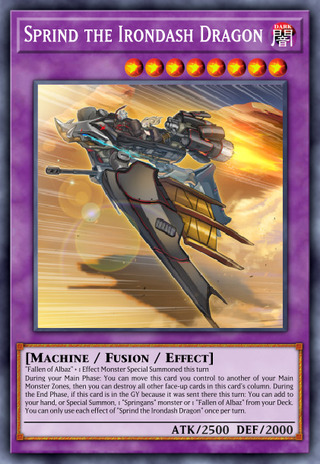 Sprind the Irondash Dragon
DARK
闇
[Machine / Fusion / Effect]
"Fallen of Albaz" + 1 Effect Monster Special Summoned this turn
During your Main Phase: You can move this card you control to another of your Main
Monster Zones, then you can destroy all other face-up cards in this card's column. During
the End Phase, if this card is in the GY because it was sent there this turn: You can add to
your hand, or Special Summon, 1 "Springans" monster or 1 "Fallen of Albaz" from your Deck.
You can only use each effect of "Sprind the Irondash Dragon" once per turn.
ATK/2500 DEF/2000